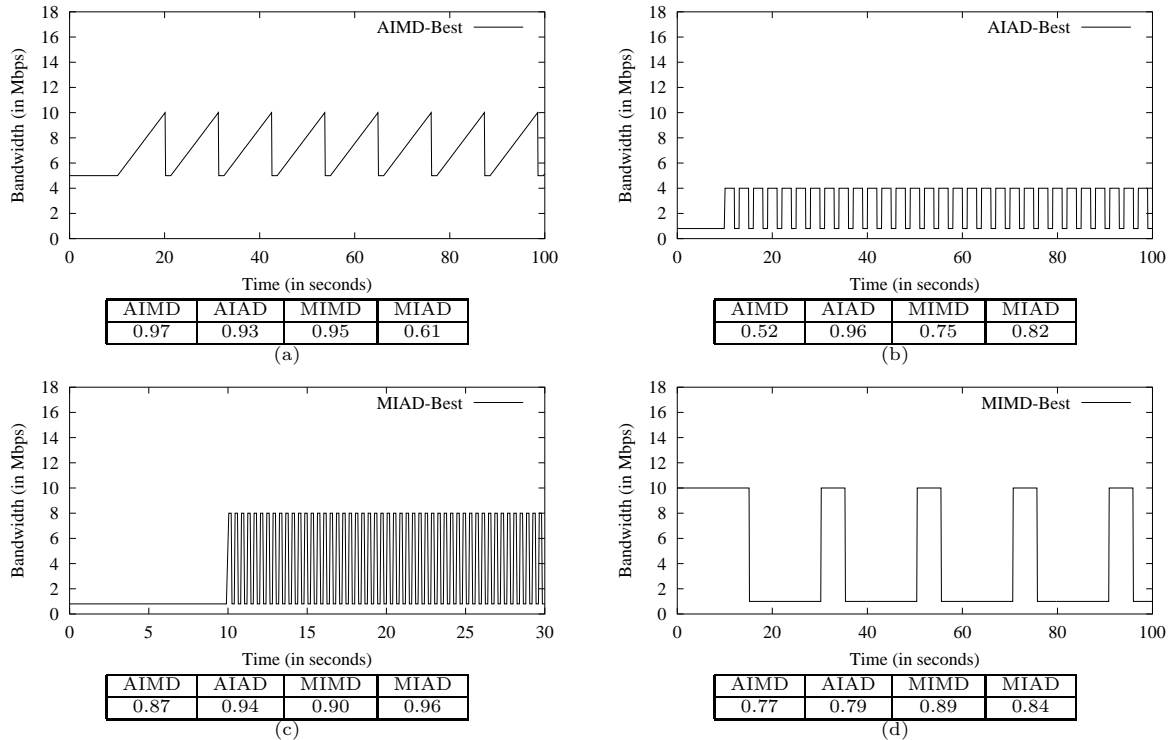 Bandwidth (in Mbps)
18
16
14
12
10
8
6
4
2
0
AIMD-Best
0 20 40 60 80 100
Time (in seconds)
AIMD AIAD MIMD MIAD
0.97 0.93 0.95 0.61
(a)
Bandwidth (in Mbps)
18
16
14
12
10
8
6
4
2
0
AIAD-Best
0 20 40 60 80 100
Time (in seconds)
AIMD AIAD MIMD MIAD
0.52 0.96 0.75 0.82
(b)
Bandwidth (in Mbps)
18
16
14
12
10
8
6
4
2
0
MIAD-Best
0 5 10 15 20 25 30
Time (in seconds)
AIMD AIAD MIMD MIAD
0.87 0.94 0.90 0.96
(c)
Bandwidth (in Mbps)
18
16
14
12
10
8
6
4
2
0
MIMD-Best
0 20 40 60 80 100
Time (in seconds)
AIMD AIAD MIMD MIAD
0.77 0.79 0.89 0.84
(d)